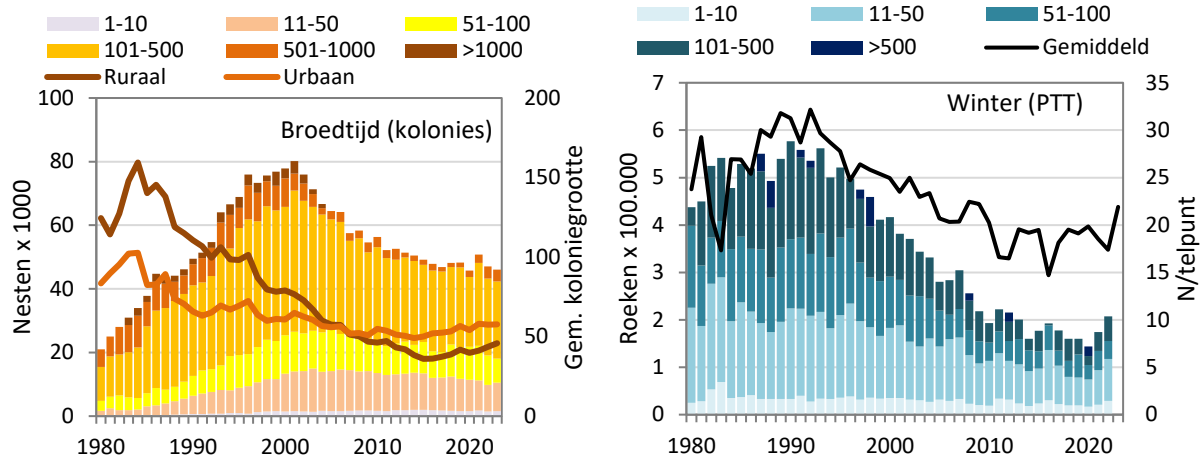 1-10 11-50 51-100
101-500 501-1000 >1000
Ruraal Urbaan
100
80
60
40
20
0
Nesten x 1000
Broedtijd (kolonies)
200
150
100
50
0
Gem. koloniegrootte
1980 1990 2000 2010 2020
1-10 11-50 51-100
101-500 >500 Gemiddeld
7
6
5
4
3
2
1
0
Roeken x 100.000
Winter (PTT)
35
30
25
20
15
10
5
0
N/telpunt
1980 1990 2000 2010 2020